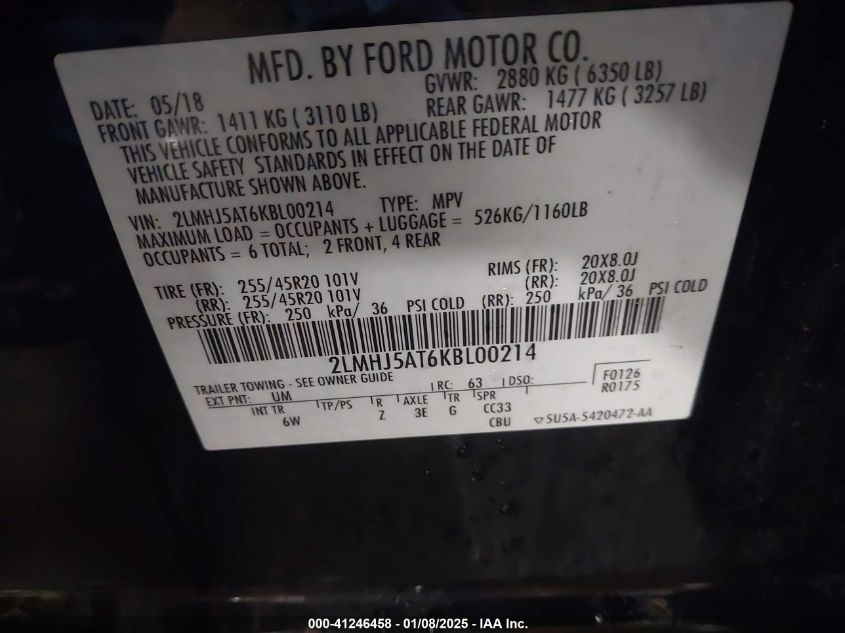 MFD. BY FORD MOTOR CO.
DATE: 05/18 GVWR: 2880 KG ( 6350 LB)
FRONT GAWR: 1411 KG ( 3110 LB) REAR GAWR: 1477 KG ( 3257 LB)
THIS VEHICLE CONFORMS TO ALL APPLICABLE FEDERAL MOTOR
VEHICLE SAFETY STANDARDS IN EFFECT ON THE DATE OF
MANUFACTURE SHOWN ABOVE.
VIN: 2LMHJ5AT6KBL00214 TYPE: MPV
MAXIMUM LOAD = OCCUPANTS + LUGGAGE = 526KG/1160LB
OCCUPANTS = 6 TOTAL; 2 FRONT, 4 REAR
TIRE (FR): 255/45R20 101V RIMS (FR): 20X8.0J
(RR): 255/45R20 101V (RR): 20X8.0J
PRESSURE (FR): 250 kPa/ 36 PSI COLD (RR): 250 kPa/ 36 PSI COLD
2LMHJ5AT6KBL00214
TRAILER TOWING - SEE OWNER GUIDE
EXT PNT: UM RC: 63 DSO: F0126
R0175
INT TR TP/PS R AXLE TR SPR
6W Z 3E G CC33
CBU ▽5U5A-5420472-AA
000-41246458 - 01/08/2025 - IAA Inc.